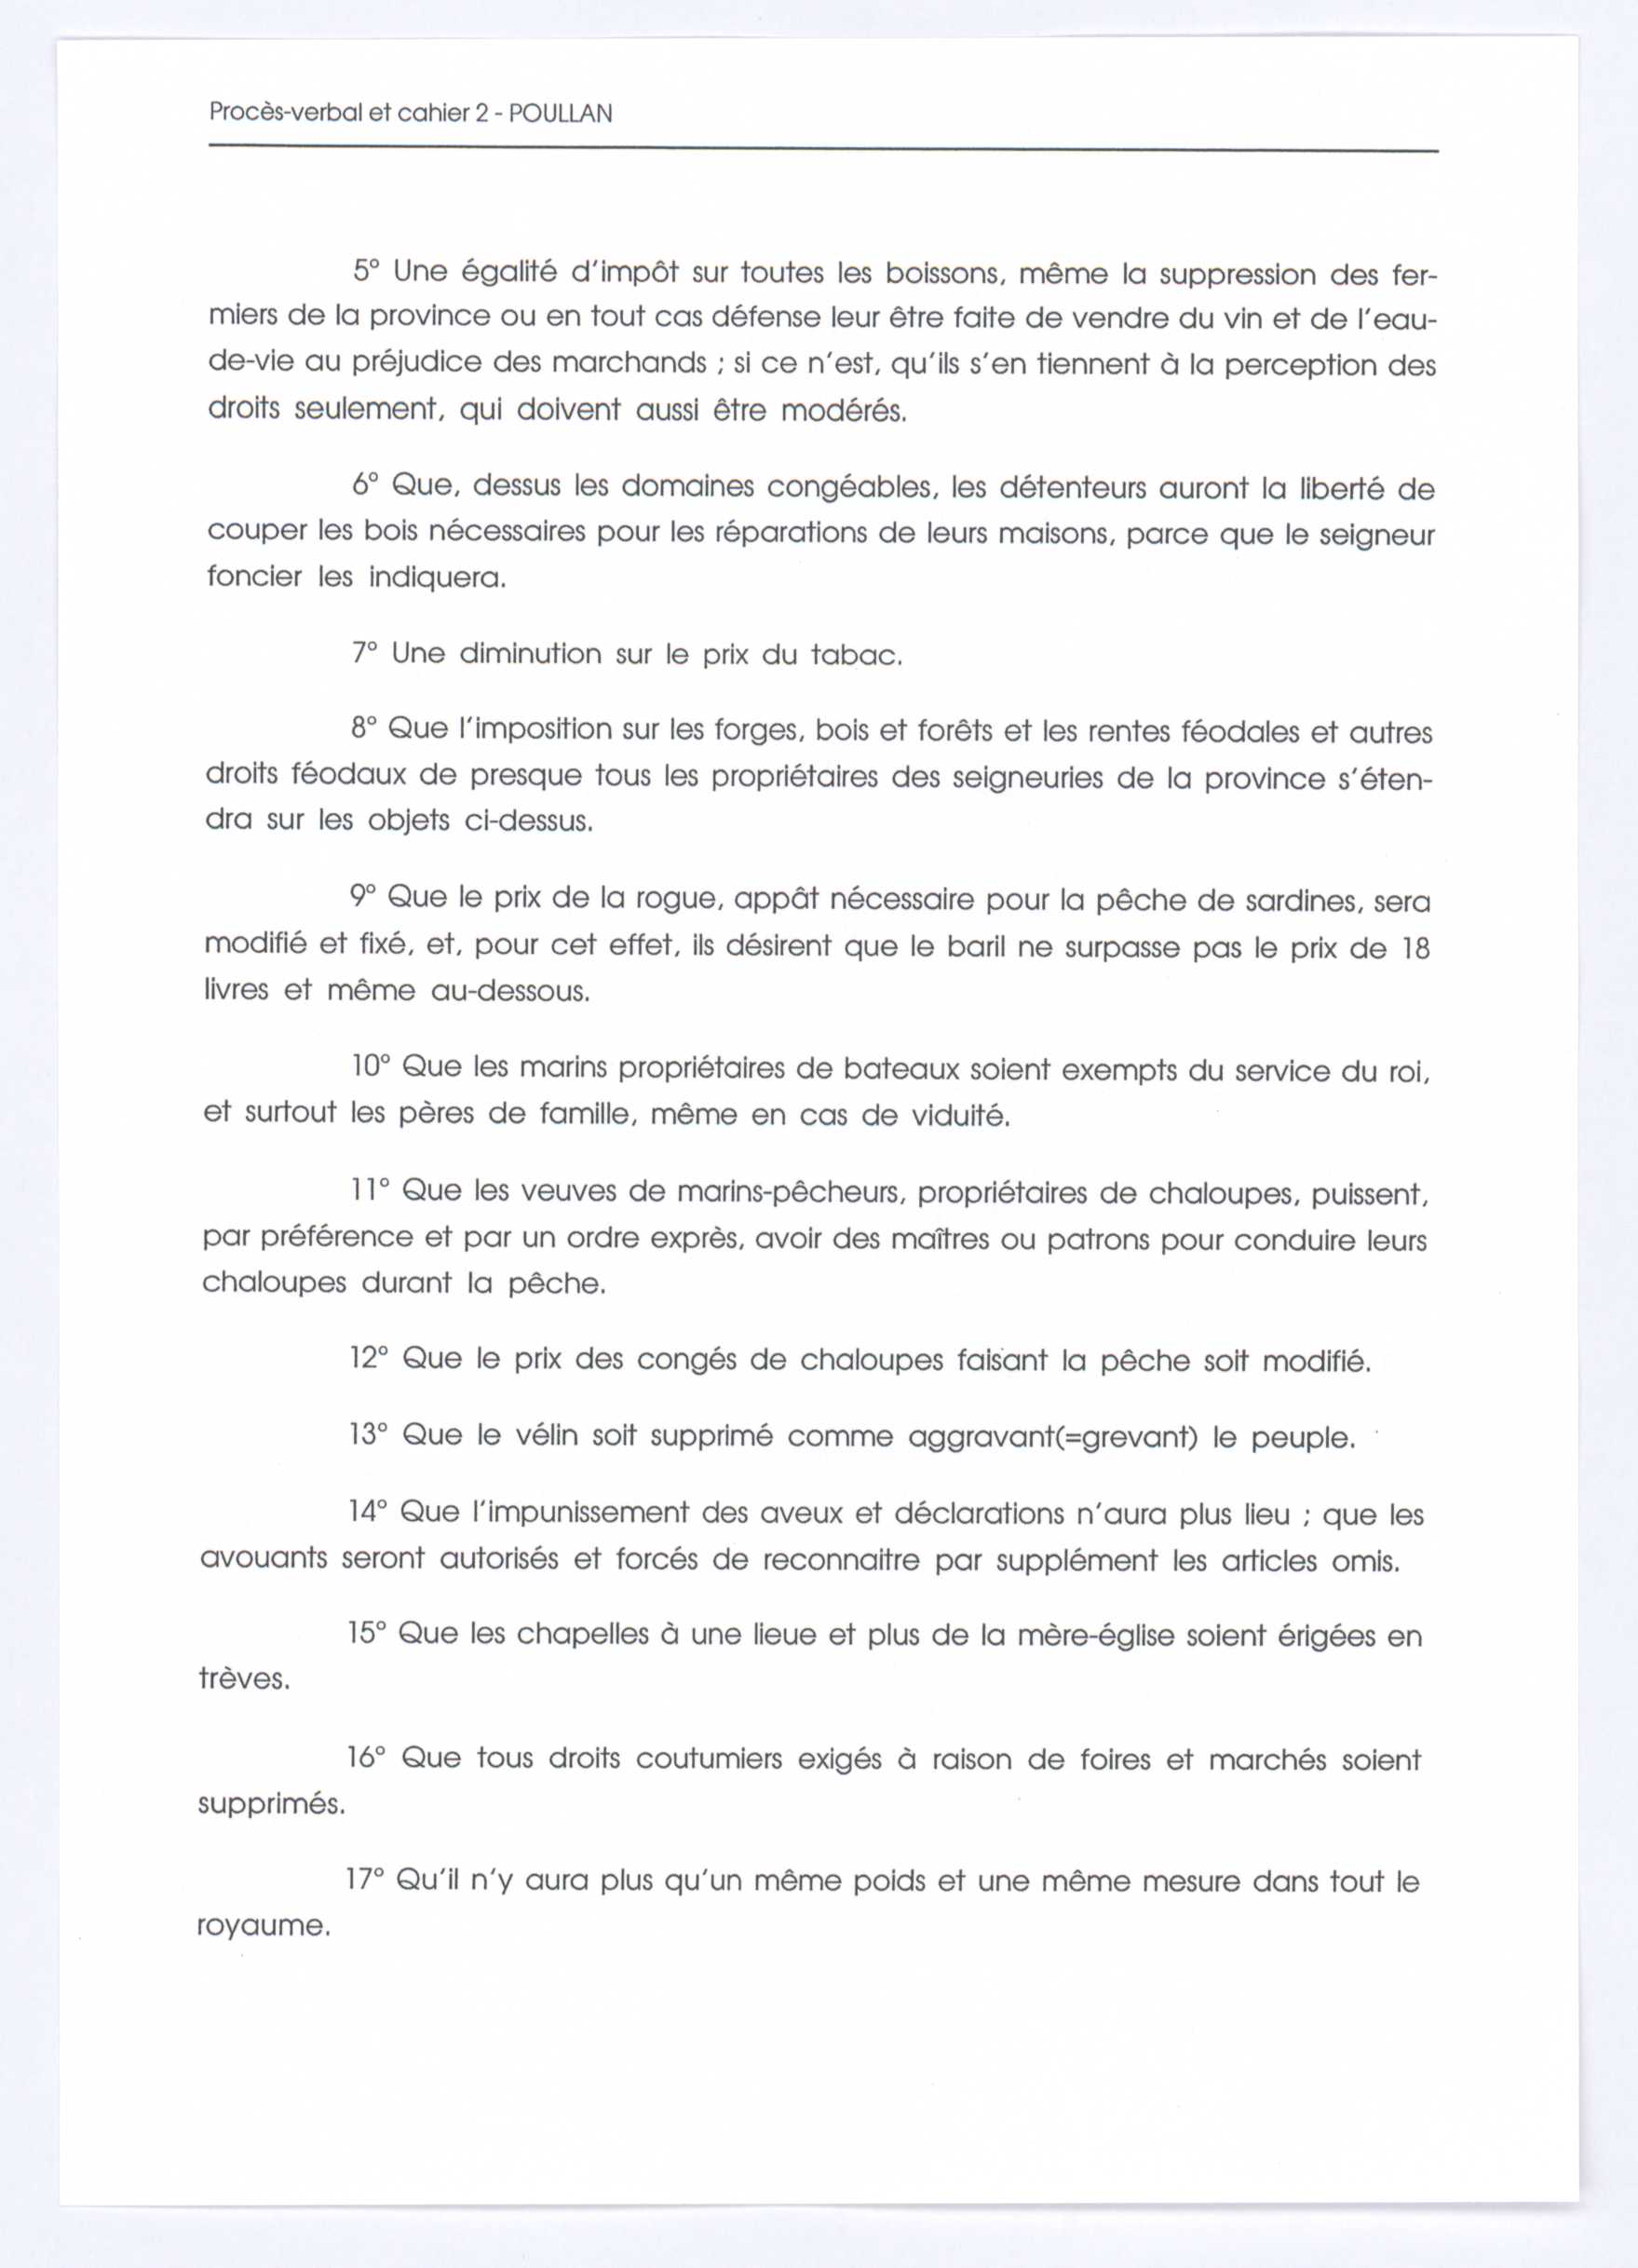 Procès-verbal et cahier 2 - POULLAN
5° Une égalité d'impôt sur toutes les boissons, même la suppression des fer-
miers de la province ou en tout cas défense leur être faite de vendre du vin et de l'eau-
de-vie au préjudice des marchands ; si ce n'est, qu'ils s'en tiennent à la perception des
droits seulement, qui doivent aussi être modérés.
6° Que, dessus les domaines congéables, les détenteurs auront la liberté de
couper les bois nécessaires pour les réparations de leurs maisons, parce que le seigneur
foncier les indiquera.
7° Une diminution sur le prix du tabac.
8° Que l'imposition sur les forges, bois et forêts et les rentes féodales et autres
droits féodaux de presque tous les propriétaires des seigneuries de la province s'éten-
dra sur les objets ci-dessus.
9° Que le prix de la rogue, appât nécessaire pour la pêche de sardines, sera
modifié et fixé, et, pour cet effet, ils désirent que le baril ne surpasse pas le prix de 18
livres et même au-dessous.
10° Que les marins propriétaires de bateaux soient exempts du service du roi,
et surtout les pères de famille, même en cas de viduité.
11° Que les veuves de marins-pêcheurs, propriétaires de chaloupes, puissent,
par préférence et par un ordre exprès, avoir des maîtres ou patrons pour conduire leurs
chaloupes durant la pêche.
12° Que le prix des congés de chaloupes faisant la pêche soit modifié.
13° Que le vélin soit supprimé comme aggravant(=grevant) le peuple.
14° Que l'impunissement des aveux et déclarations n'aura plus lieu ; que les
avouants seront autorisés et forcés de reconnaitre par supplément les articles omis.
15° Que les chapelles à une lieue et plus de la mère-église soient érigées en
trèves.
16° Que tous droits coutumiers exigés à raison de foires et marchés soient
supprimés.
17° Qu'il n'y aura plus qu'un même poids et une même mesure dans tout le
royaume.